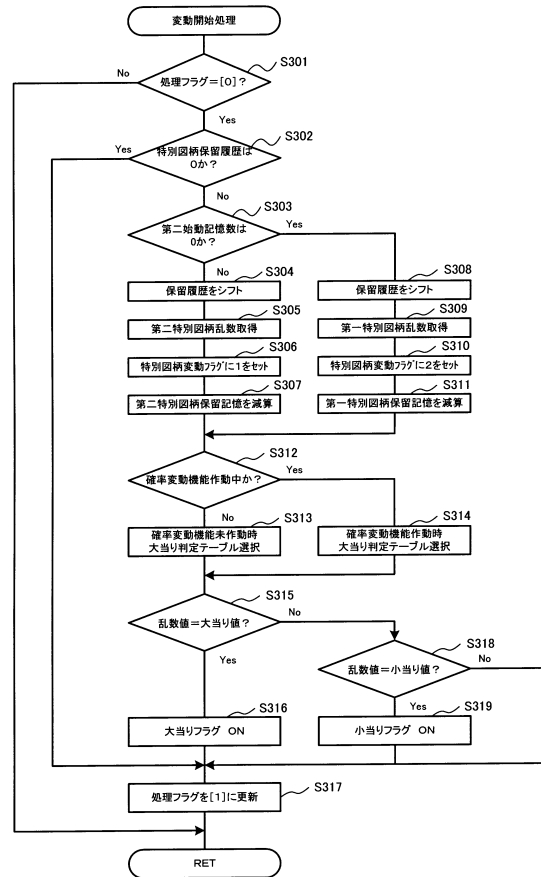 変動開始処理
S301
No
処理フラグ=[0]?
Yes
S302
Yes
特別図柄保留履歴は
0か?
No
S303
第二始動記憶数は
0か?
Yes
No
S304
保留履歴をシフト
S308
保留履歴をシフト
S305
第二特別図柄乱数取得
S309
第一特別図柄乱数取得
S306
特別図柄変動フラグに1をセット
S310
特別図柄変動フラグに2をセット
S307
第二特別図柄保留記憶を減算
S311
第一特別図柄保留記憶を減算
S312
確率変動機能作動中か?
Yes
No
S313
確率変動機能未作動時
大当り判定テーブル選択
S314
確率変動機能作動時
大当り判定テーブル選択
S315
乱数値=大当り値?
No
Yes
S318
乱数値=小当り値?
No
Yes
S316
大当りフラグ ON
S319
小当りフラグ ON
処理フラグを[1]に更新
S317
RET